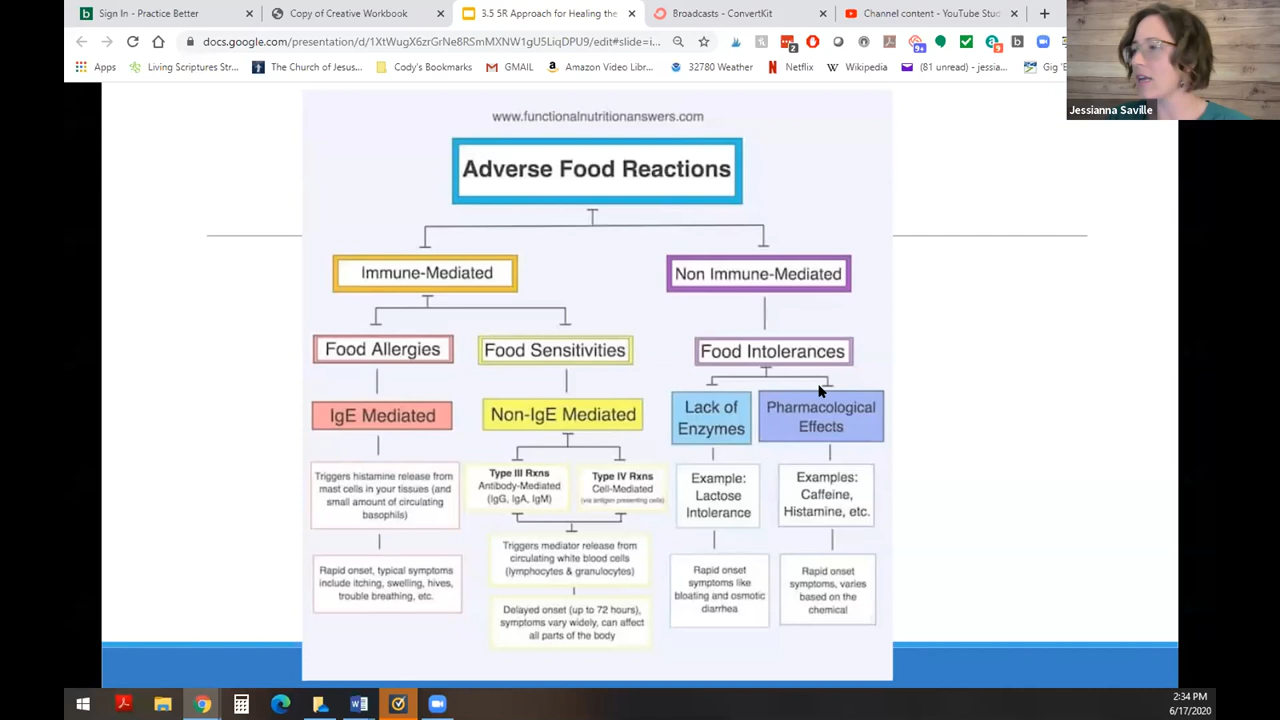 Sign In - Practice Better
Copy of Creative Workbook
3.5 5R Approach for Healing the
Broadcasts - ConvertKit
Channel content - YouTube Stud
docs.google.com/presentation/d/1XtWugX6zrGrNe8RSmMXNW1gU5LiqDPU9/edit#slide=i...
Apps
Living Scriptures Str...
The Church of Jesus...
Cody's Bookmarks
GMAIL
Amazon Video Libr...
32780 Weather
Netflix
Wikipedia
(81 unread) - jessia...
Gig 'E
Jessianna Saville
www.functionalnutritionanswers.com
Adverse Food Reactions
Immune-Mediated
Non Immune-Mediated
Food Allergies
Food Sensitivities
Food Intolerances
IgE Mediated
Non-IgE Mediated
Lack of
Enzymes
Pharmacological
Effects
Triggers histamine release from
mast cells in your tissues (and
small amount of circulating
basophils)
Type III Rxns
Antibody-Mediated
(IgG, IgA, IgM)
Type IV Rxns
Cell-Mediated
(via antigen presenting cells)
Example:
Lactose
Intolerance
Examples:
Caffeine,
Histamine, etc.
Rapid onset, typical symptoms
include itching, swelling, hives,
trouble breathing, etc.
Triggers mediator release from
circulating white blood cells
(lymphocytes & granulocytes)
Delayed onset (up to 72 hours),
symptoms vary widely, can affect
all parts of the body
Rapid onset
symptoms like
bloating and osmotic
diarrhea
Rapid onset
symptoms, varies
based on the
chemical
2:34 PM
6/17/2020